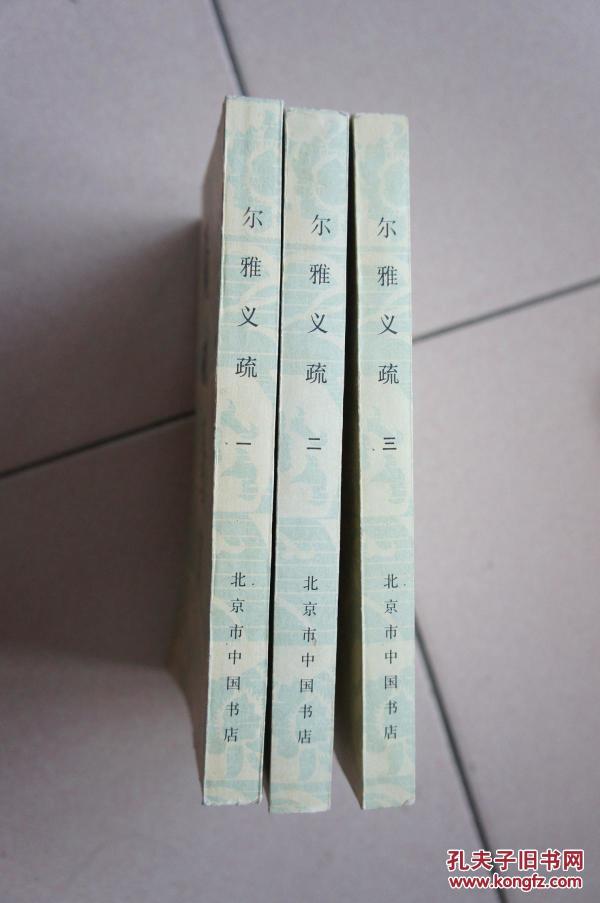 尔雅义疏 一 北京市中国书店
尔雅义疏 二 北京市中国书店
尔雅义疏 三 北京市中国书店
孔夫子旧书网
www.kongfz.com